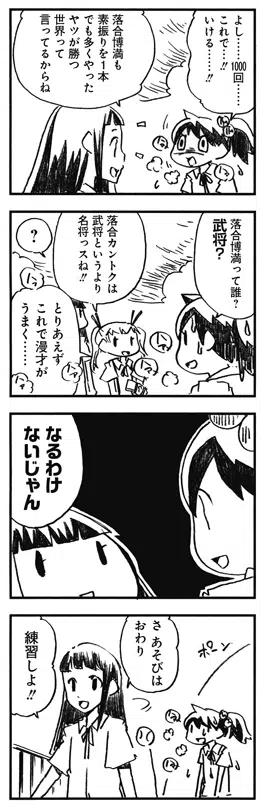 よし……1000回……
これで…!!
いける……!!
落合博満も
素振りを1本
でも多くやった
ヤツが勝つ
世界って
言ってるからね
落合博満って誰?
武将?
落合カントクは
武将というより
名将っスね!!
?
とりあえず
これで漫才が
うまく……
なるわけ
ないじゃん
ポーン
さ あそびは
おわり
練習しよ!!